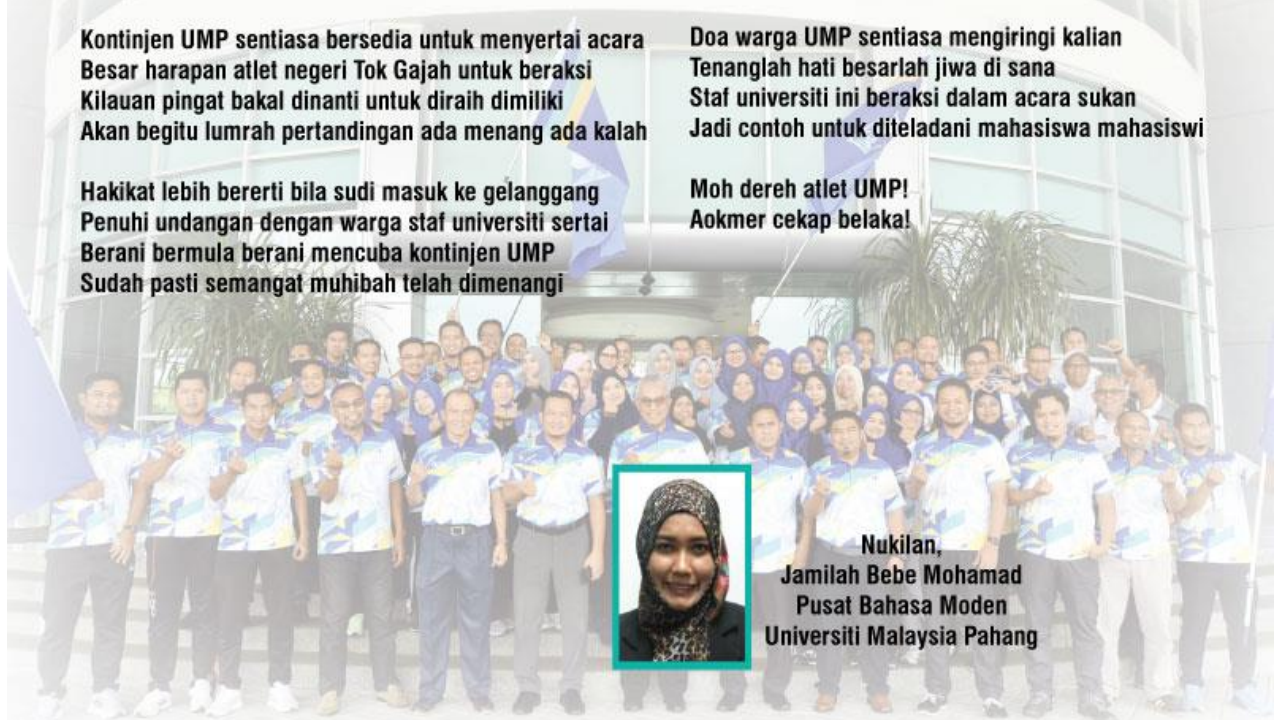 Kontinjen UMP sentiasa bersedia untuk menyertai acara
Besar harapan atlet negeri Tok Gajah untuk beraksi
Kilauan pingat bakal dinanti untuk diraih dimiliki
Akan begitu lumrah pertandingan ada menang ada kalah
Hakikat lebih bererti bila sudi masuk ke gelanggang
Penuhi undangan dengan warga staf universiti sertai
Berani bermula berani mencuba kontinjen UMP
Sudah pasti semangat muhibah telah dimenangi
Doa warga UMP sentiasa mengiringi kalian
Tenanglah hati besarlah jiwa di sana
Staf universiti ini beraksi dalam acara sukan
Jadi contoh untuk diteladani mahasiswa mahasiswi
Moh dereh atlet UMP!
Aokmer cekap belaka!
Nukilan,
Jamilah Bebe Mohamad
Pusat Bahasa Moden
Universiti Malaysia Pahang